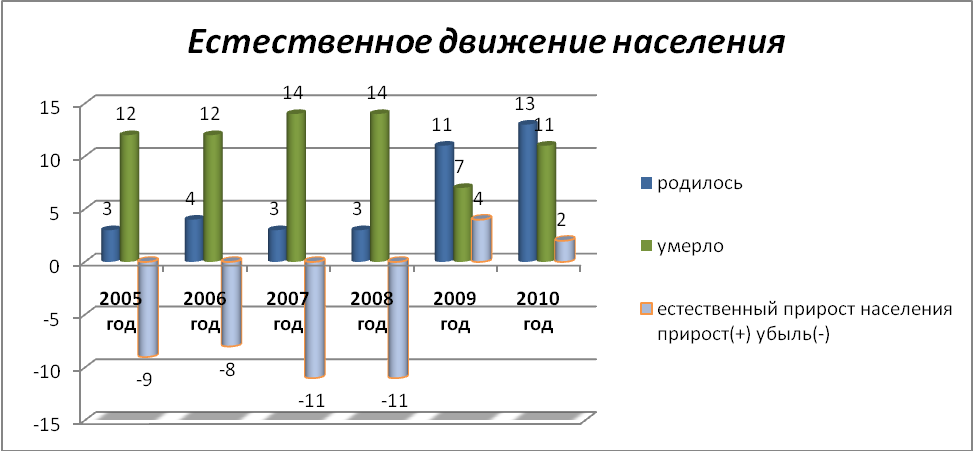 Естественное движение населения
15
10
5
0
-5
-10
-15
3 12 -9
4 12 -8
3 14 -11
3 14 -11
11 7 4
13 11 2
2005 год
2006 год
2007 год
2008 год
2009 год
2010 год
родилось
умерло
естественный прирост населения
прирост(+) убыль(-)